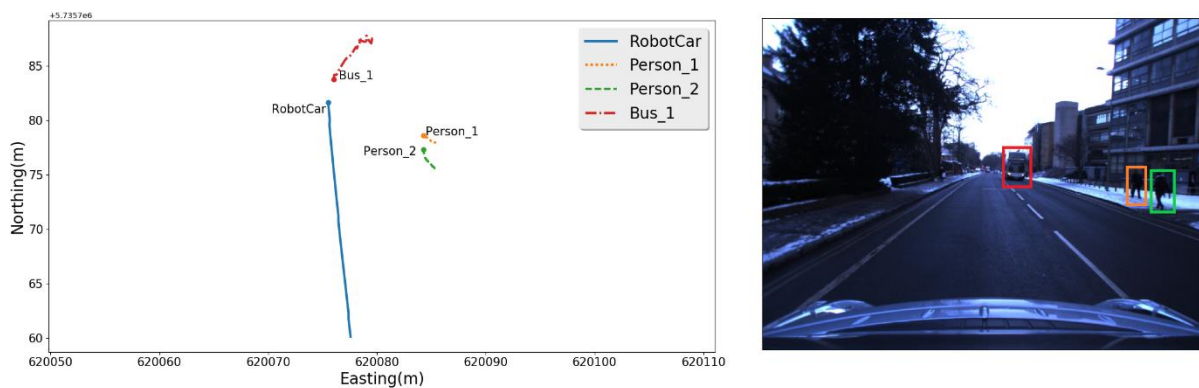 +5.7357e6
85
80
75
70
65
60
Northing(m)
620050
620060
620070
620080
620090
620100
620110
Easting(m)
Bus_1
RobotCar
Person_1
Person_2
RobotCar
Person_1
Person_2
Bus_1